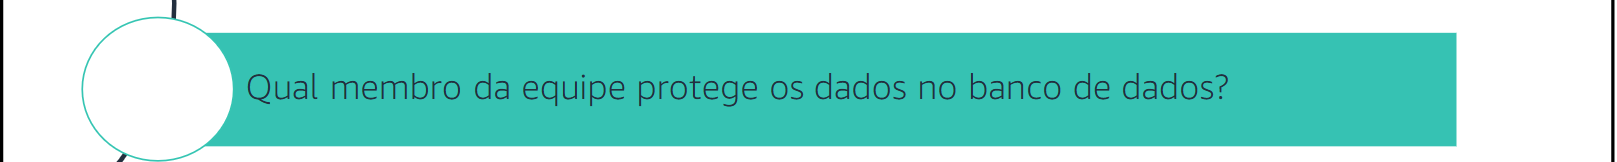 Qual membro da equipe protege os dados no banco de dados?